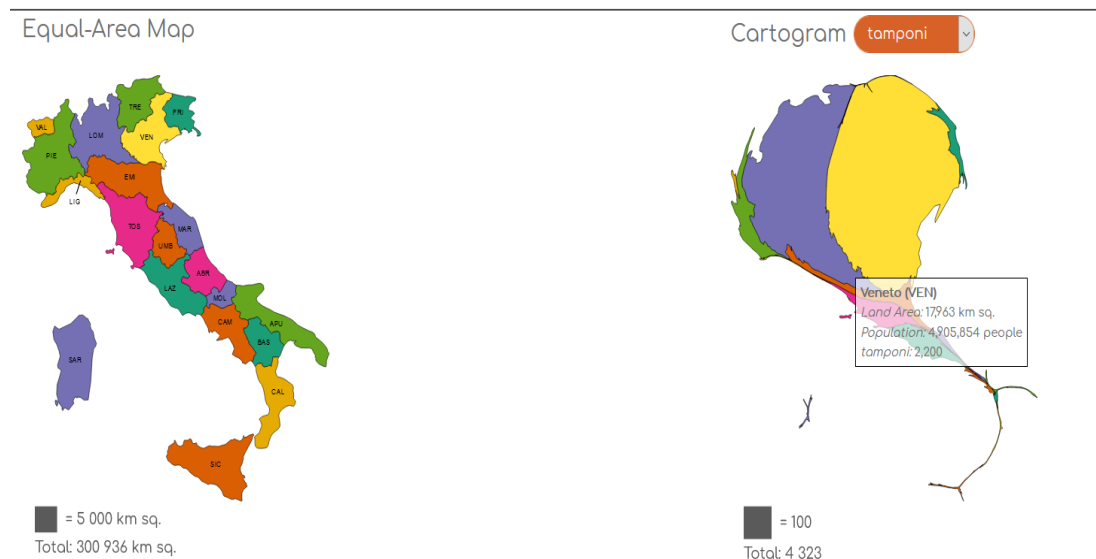 Equal-Area Map
Cartogram tamponi
TRE
FRI
VAL
LOM
VEN
PIE
EMI
LIG
TOS
MAR
UMB
ABR
LAZ
MOL
CAM
APU
BAS
SAR
CAL
SIC
Veneto (VEN)
Land Area: 17,963 km sq.
Population: 4,905,854 people
tamponi: 2,200
= 5 000 km sq.
Total: 300 936 km sq.
= 100
Total: 4 323